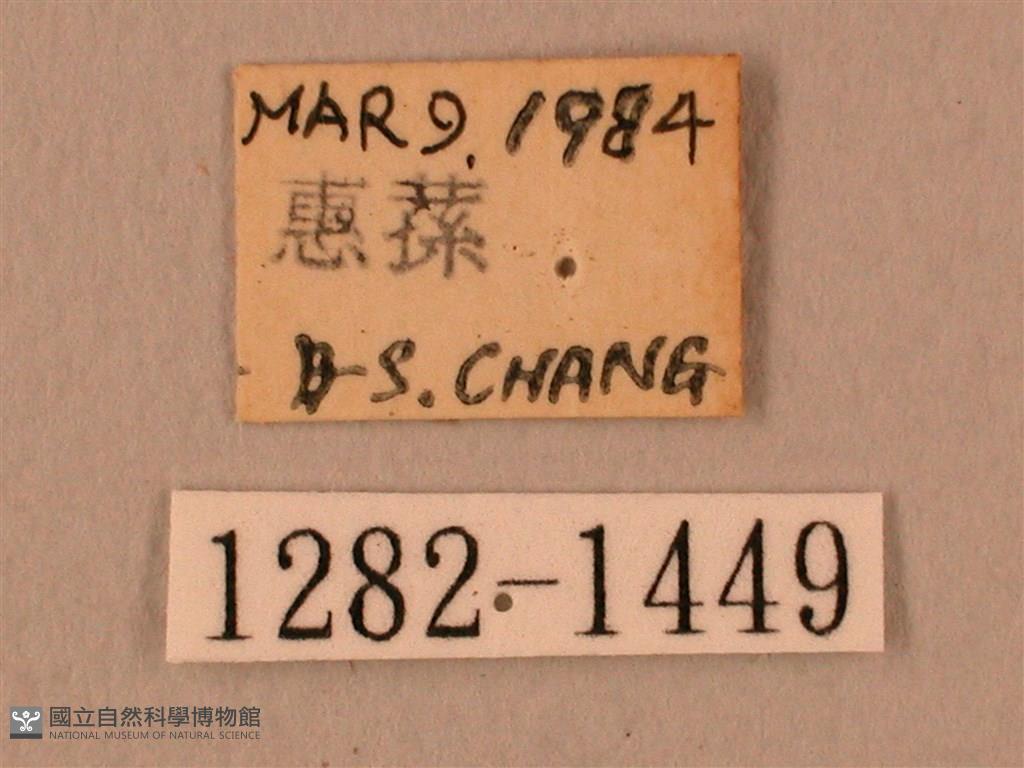 MAR 9. 1984
惠蓀
B-S. CHANG
1282-1449
國立自然科學博物館
NATIONAL MUSEUM OF NATURAL SCIENCE